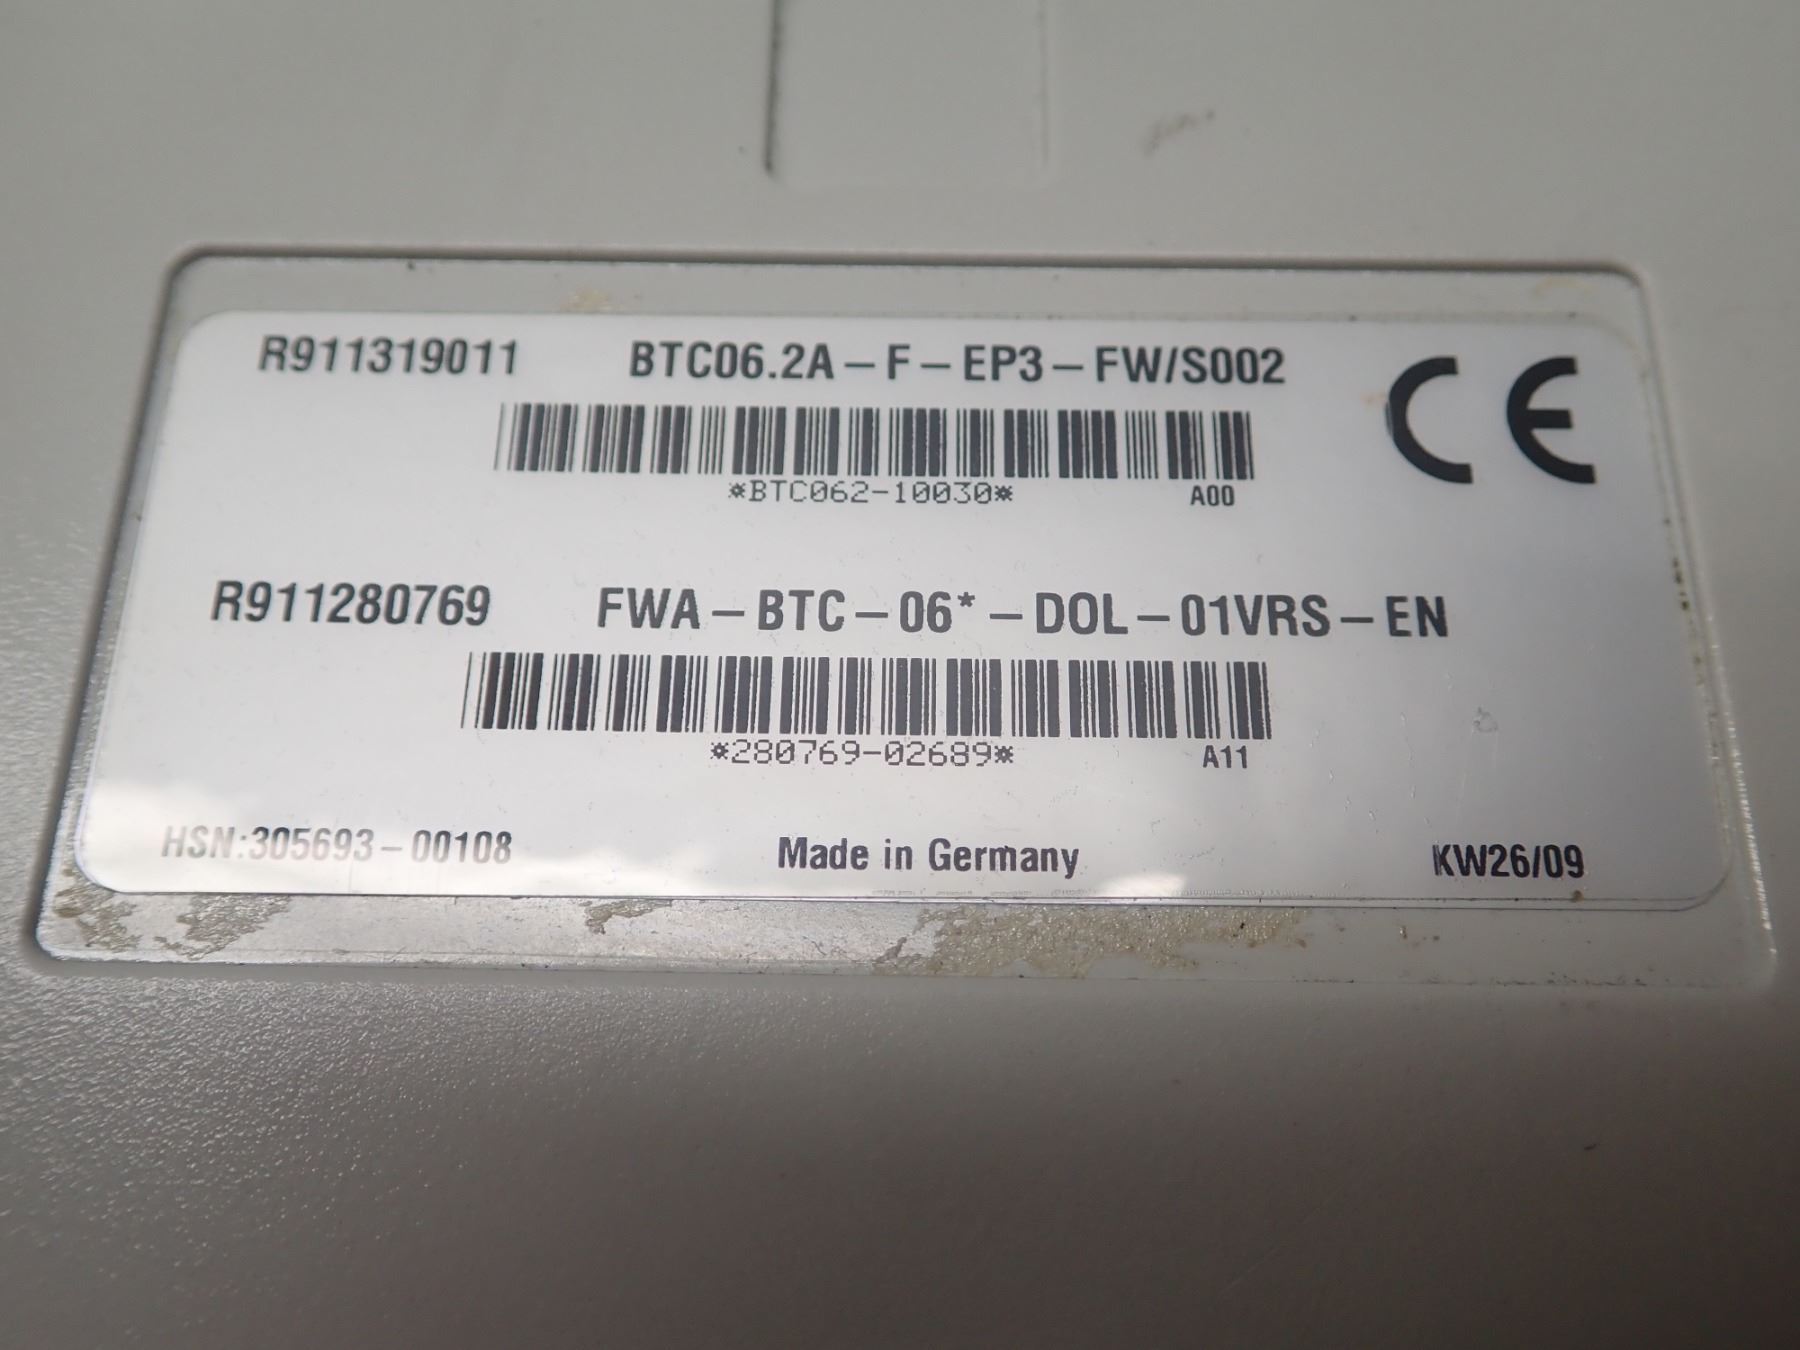 R911319011 BTC06.2A-F-EP3-FW/S002 CE
*BTC062-10030* A00
R911280769 FWA-BTC-06*-DOL-01VRS-EN
*280769-02689* A11
HSN:305693-00108 Made in Germany KW26/09